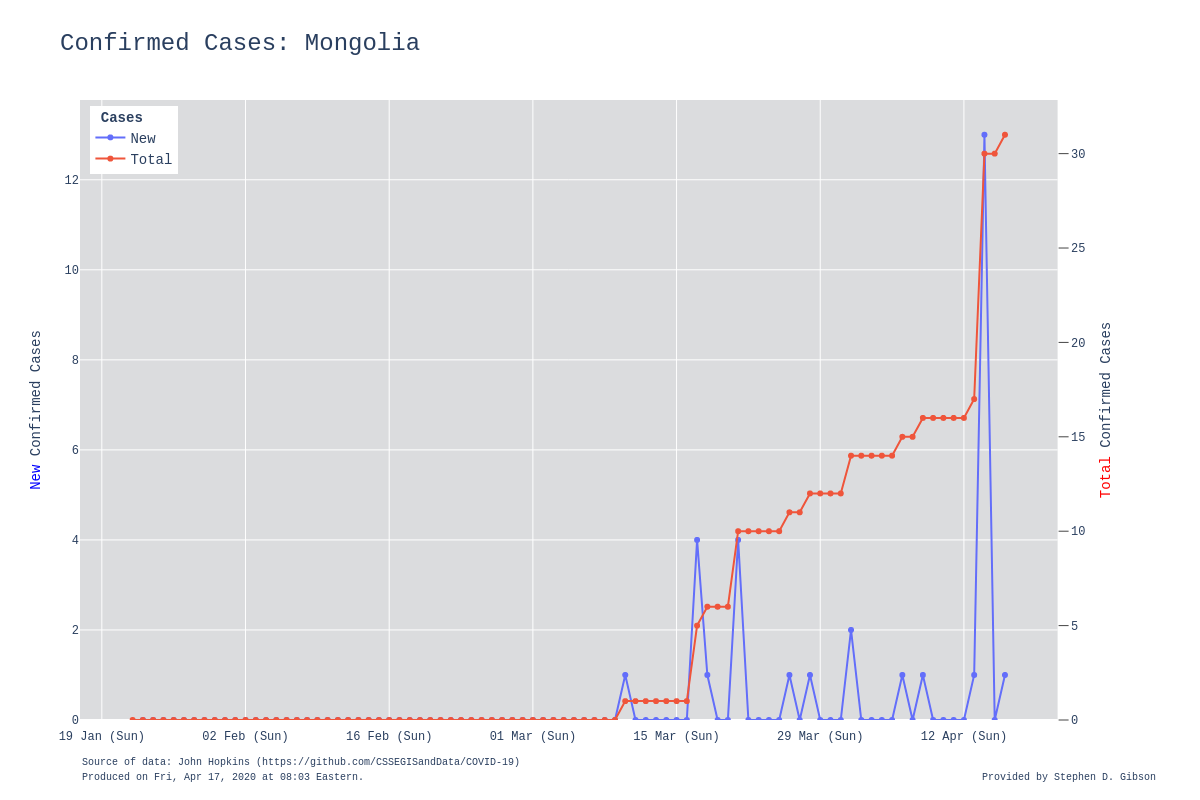 Confirmed Cases: Mongolia
Cases
New
Total
12
10
8
6
4
2
0
New Confirmed Cases
30
25
20
15
10
5
0
Total Confirmed Cases
19 Jan (Sun) 02 Feb (Sun) 16 Feb (Sun) 01 Mar (Sun) 15 Mar (Sun) 29 Mar (Sun) 12 Apr (Sun)
Source of data: John Hopkins (https://github.com/CSSEGISandData/COVID-19)
Produced on Fri, Apr 17, 2020 at 08:03 Eastern.
Provided by Stephen D. Gibson